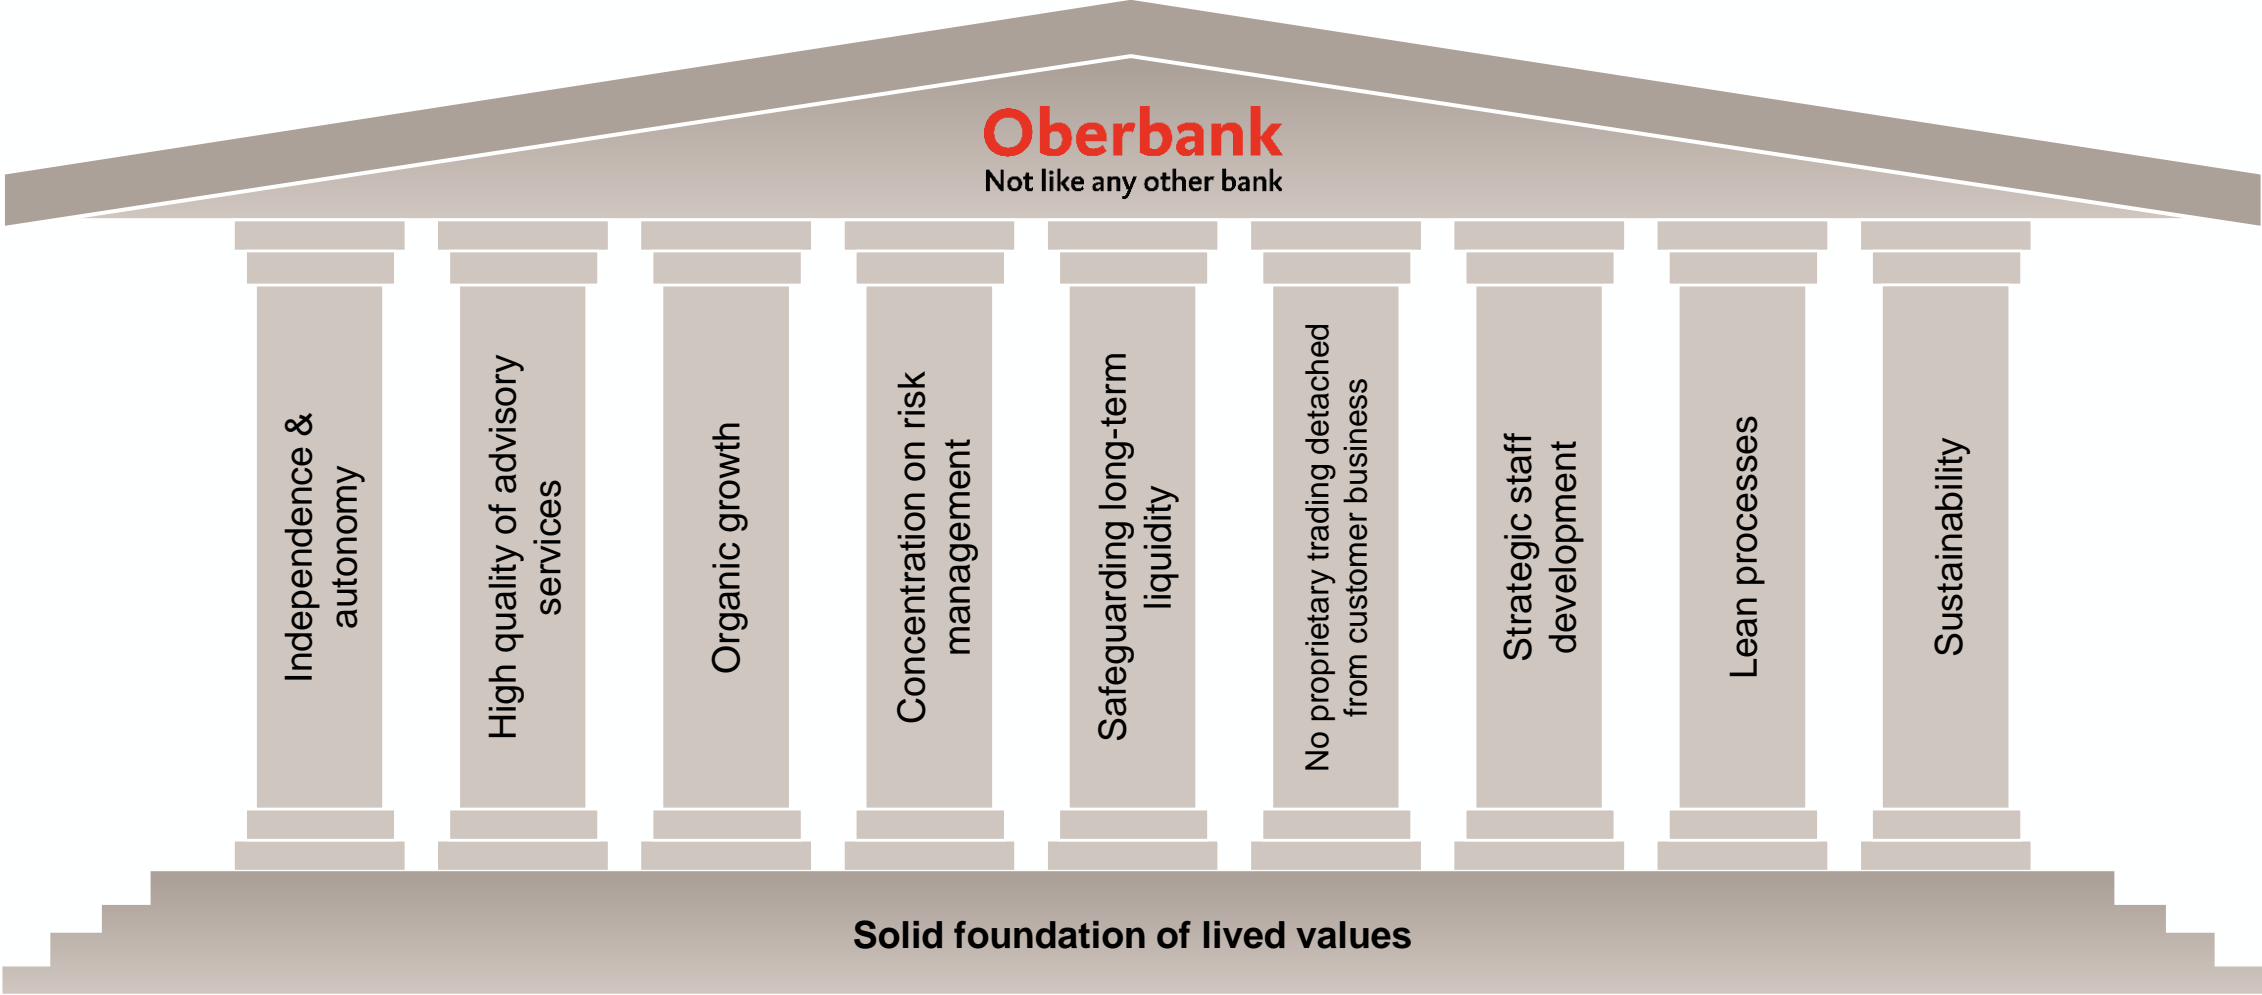 Oberbank
Not like any other bank
Independence &
autonomy
High quality of advisory
services
Organic growth
Concentration on risk
management
Safeguarding long-term
liquidity
No proprietary trading detached
from customer business
Strategic staff
development
Lean processes
Sustainability
Solid foundation of lived values